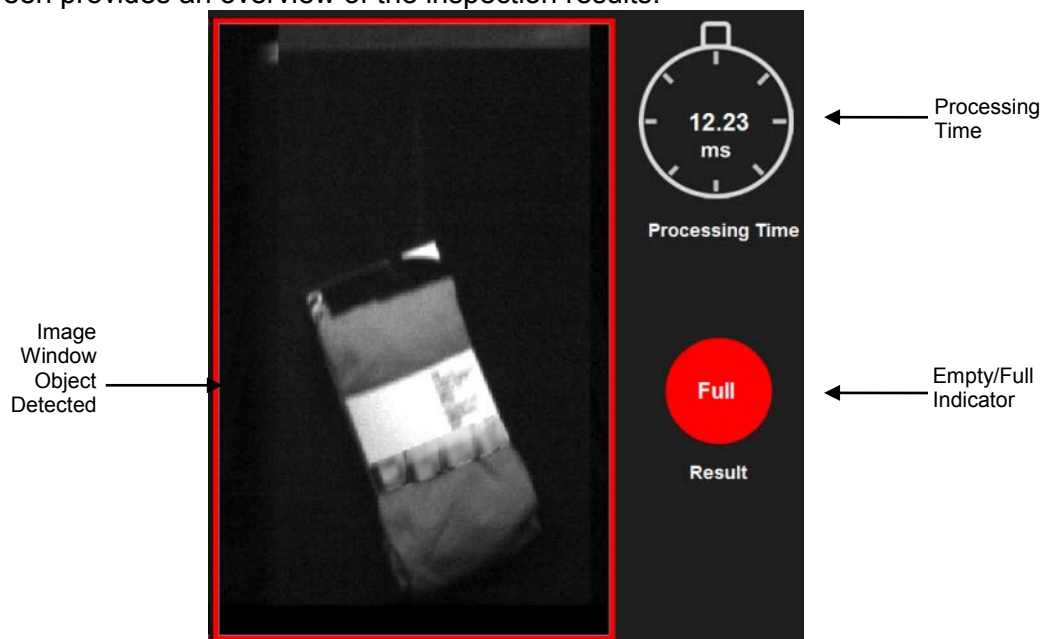 een provides an overview of the inspection results.
12.23
ms
Processing Time
Processing
Time
Image
Window
Object
Detected
Full
Empty/Full
Indicator
Result